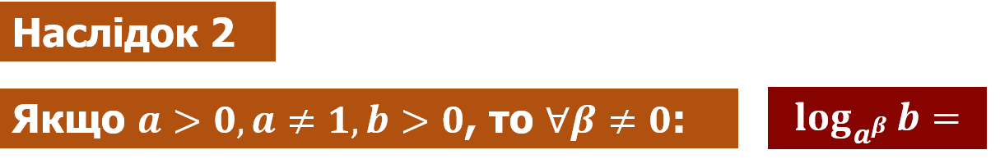 Наслідок 2
Якщо 𝒂 > 𝟎, 𝒂 ≠ 𝟏, 𝒃 > 𝟎, то ∀𝜷 ≠ 𝟎: log_{a^β} b =